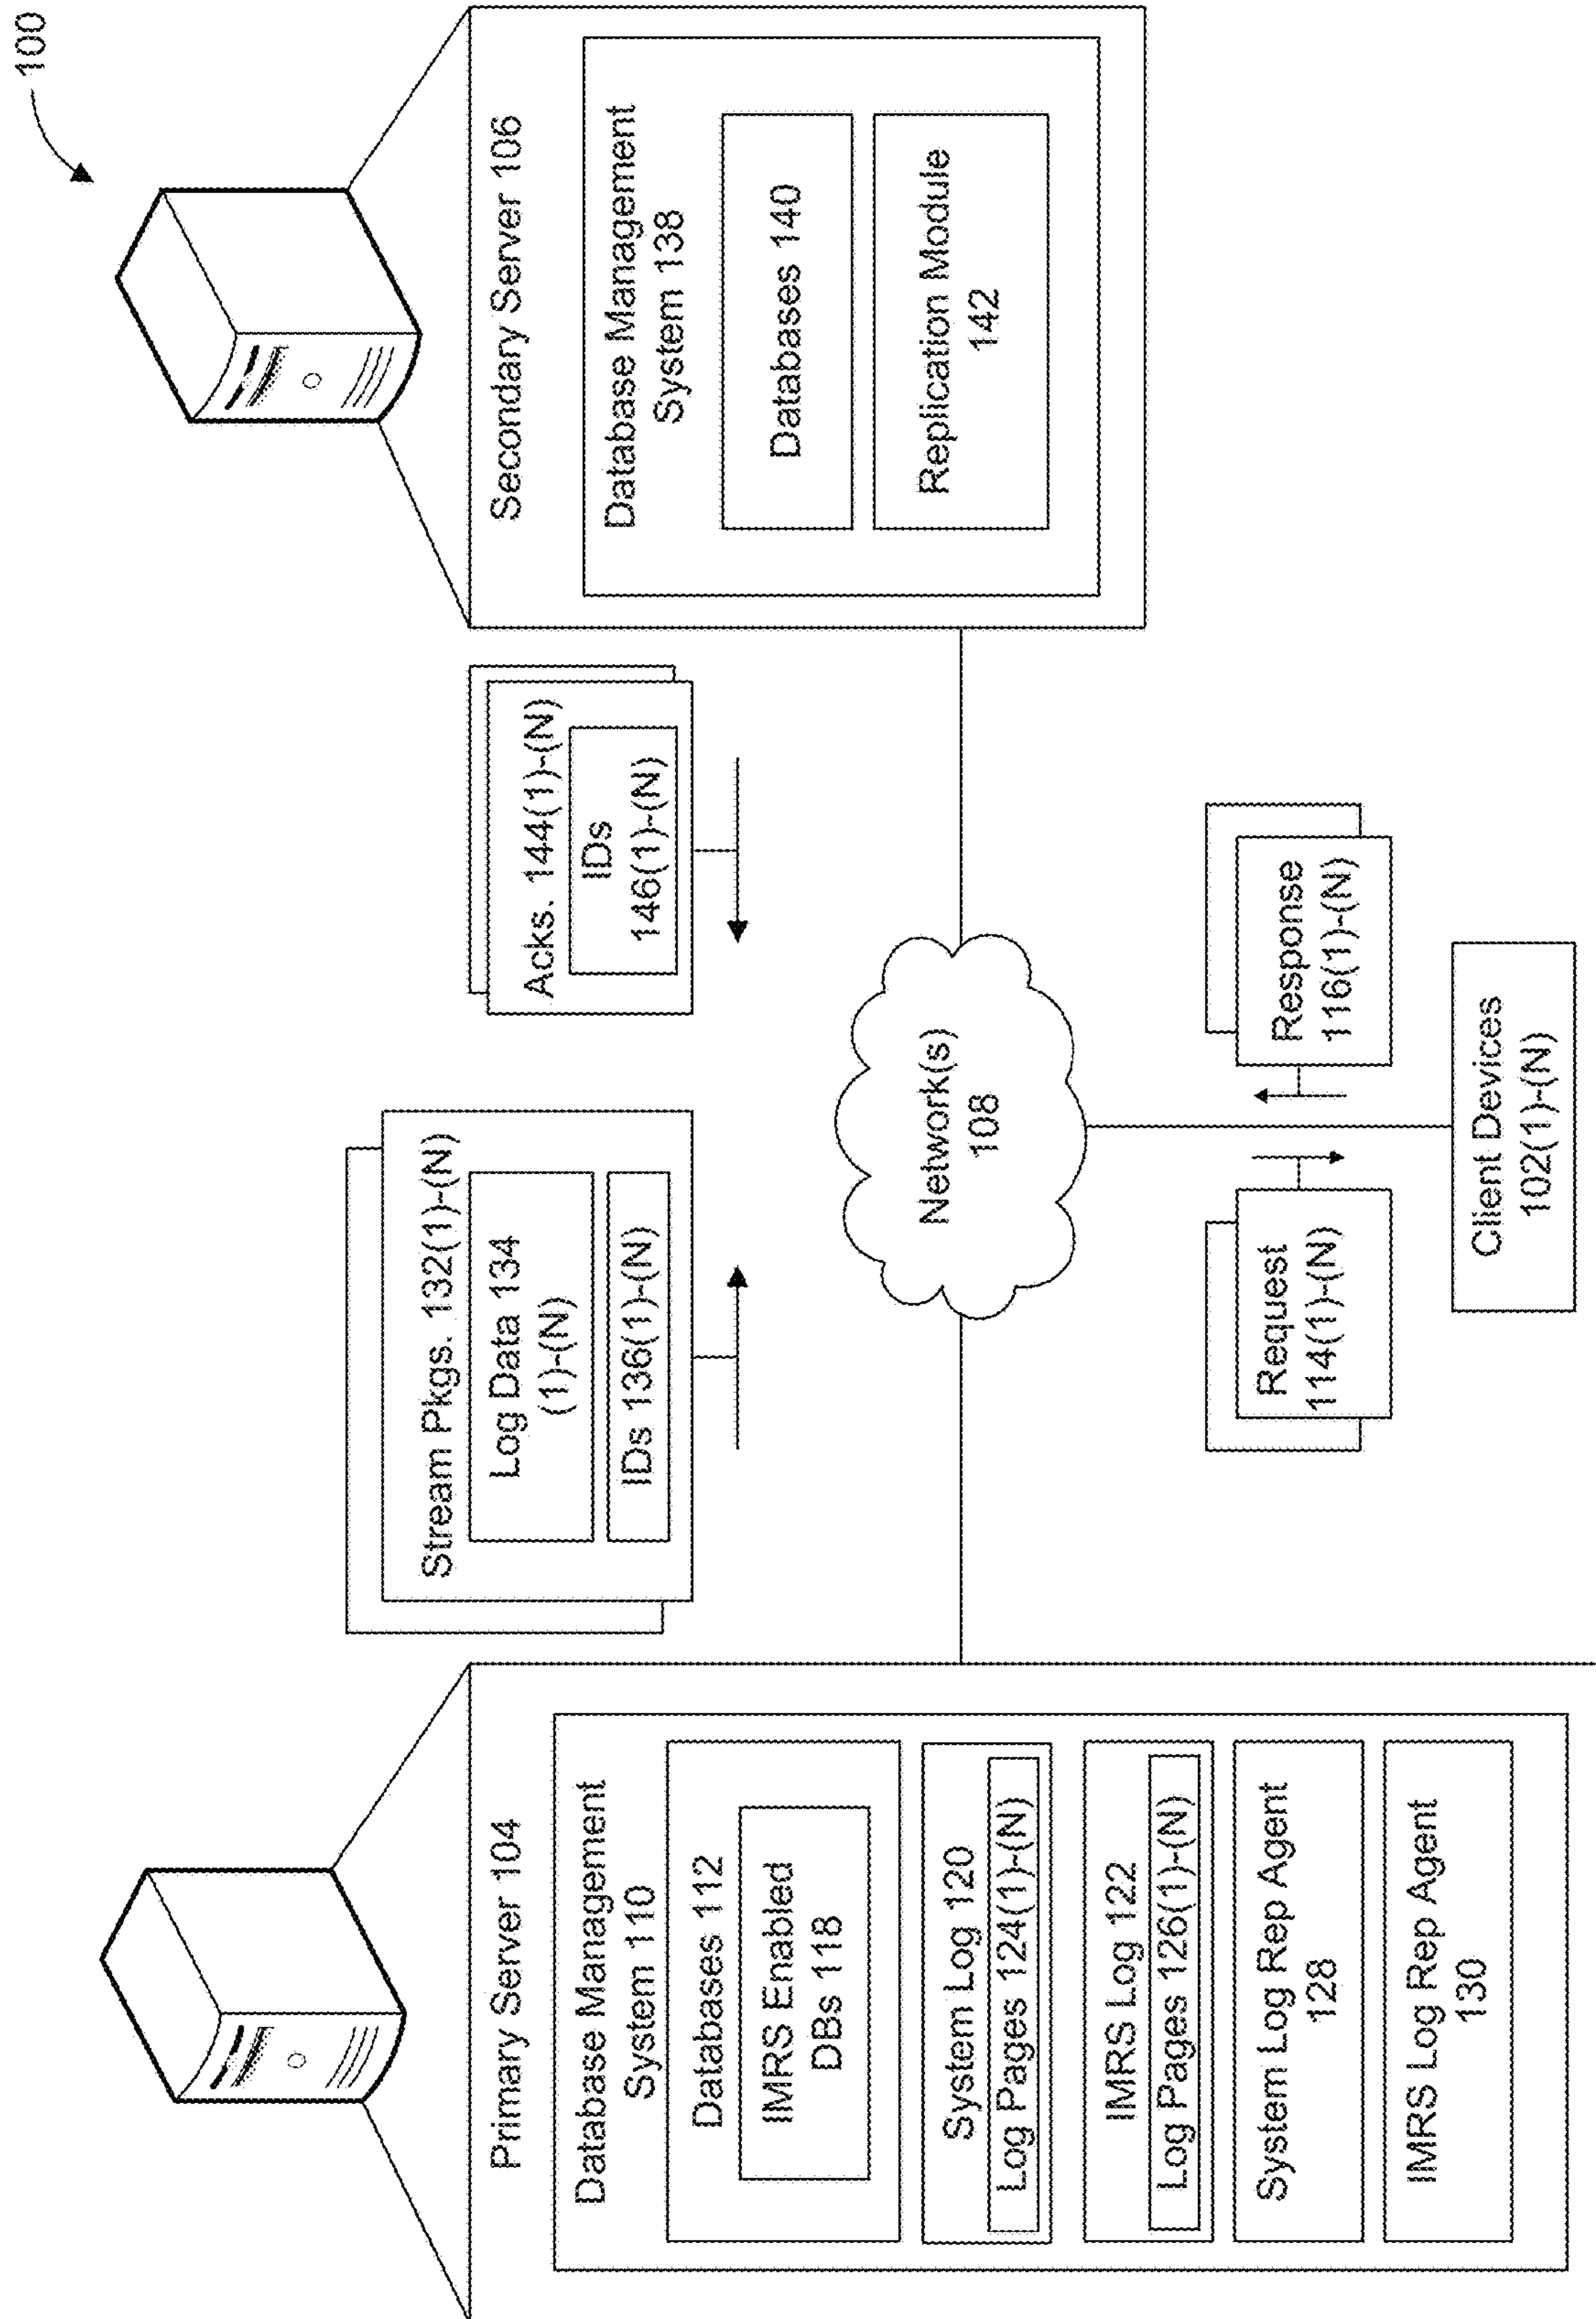 100
Primary Server 104
Database Management
System 110
Databases 112
IMRS Enabled
DBs 118
System Log 120
Log Pages 124(1)-(N)
IMRS Log 122
Log Pages 126(1)-(N)
System Log Rep Agent
128
IMRS Log Rep Agent
130
Stream Pkgs. 132(1)-(N)
Log Data 134
(1)-(N)
IDs 136(1)-(N)
Acks. 144(1)-(N)
IDs
146(1)-(N)
Network(s)
108
Request
114(1)-(N)
Response
116(1)-(N)
Client Devices
102(1)-(N)
Secondary Server 106
Database Management
System 138
Databases 140
Replication Module
142